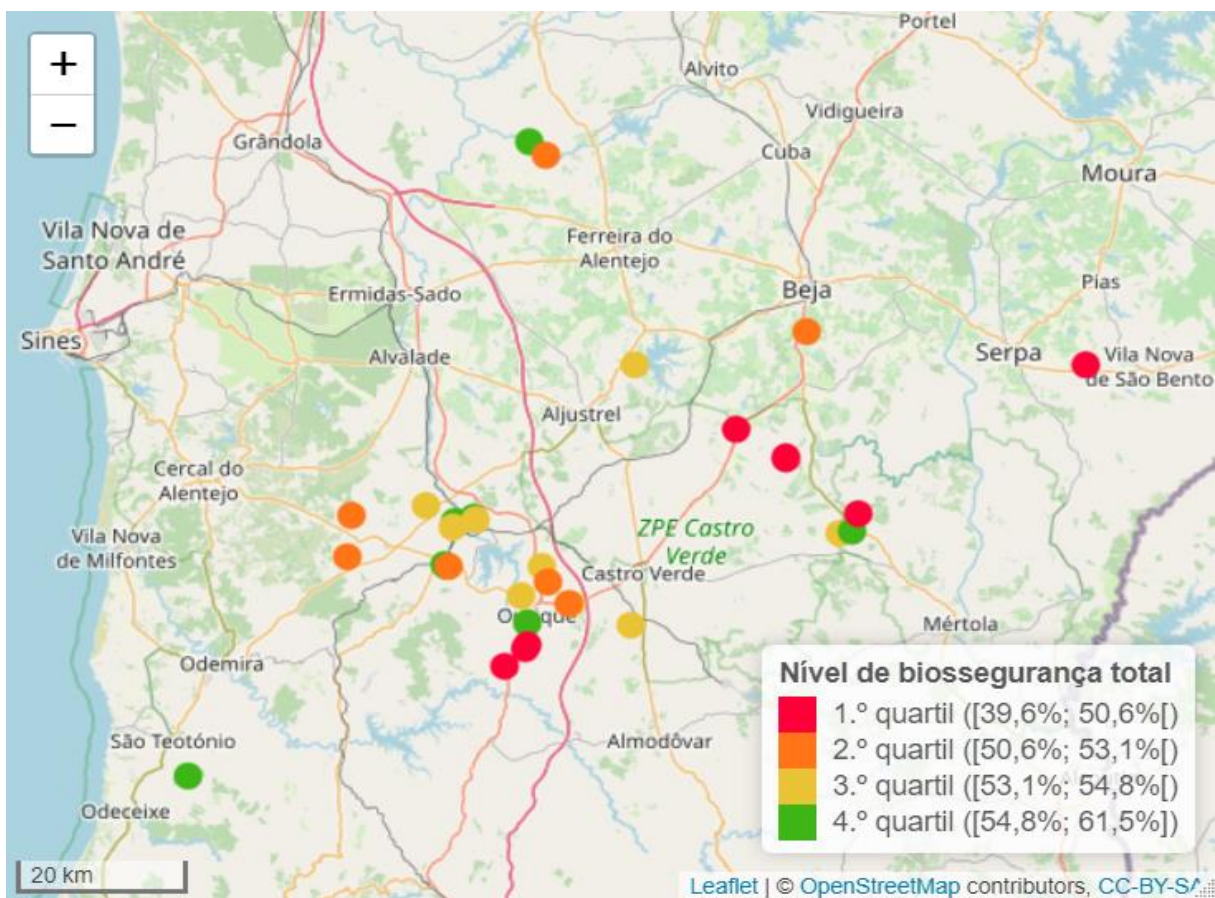 +
−
Portel
Alvito
Vidigueira
Grândola
Cuba
Moura
Vila Nova de
Santo André
Ferreira do
Alentejo
Ermidas-Sado
Beja
Pias
Sines
Alvalade
Serpa
Vila Nova
de São Bento
Aljustrel
Cercal do
Alentejo
Vila Nova
de Milfontes
ZPE Castro
Verde
Castro Verde
Mértola
Odemira
São Teotónio
Almodôvar
Odeceixe
Nível de biossegurança total
1.º quartil ([39,6%; 50,6%[)
2.º quartil ([50,6%; 53,1%[)
3.º quartil ([53,1%; 54,8%[)
4.º quartil ([54,8%; 61,5%])
20 km
Leaflet | © OpenStreetMap contributors, CC-BY-SA